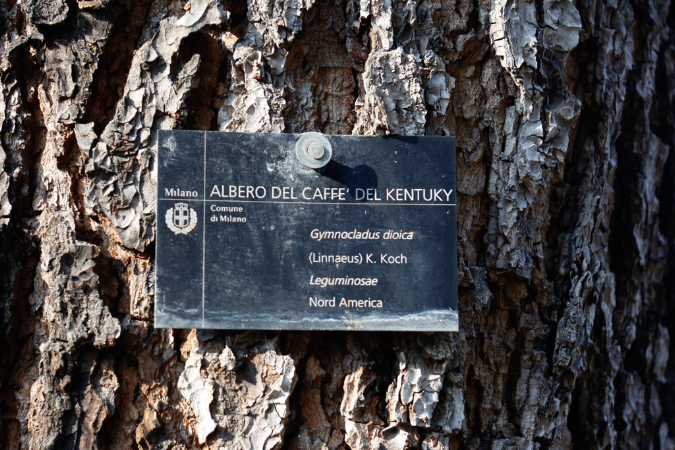 Milano
ALBERO DEL CAFFE' DEL KENTUKY
Comune
di Milano
Gymnocladus dioica
(Linnaeus) K. Koch
Leguminosae
Nord America